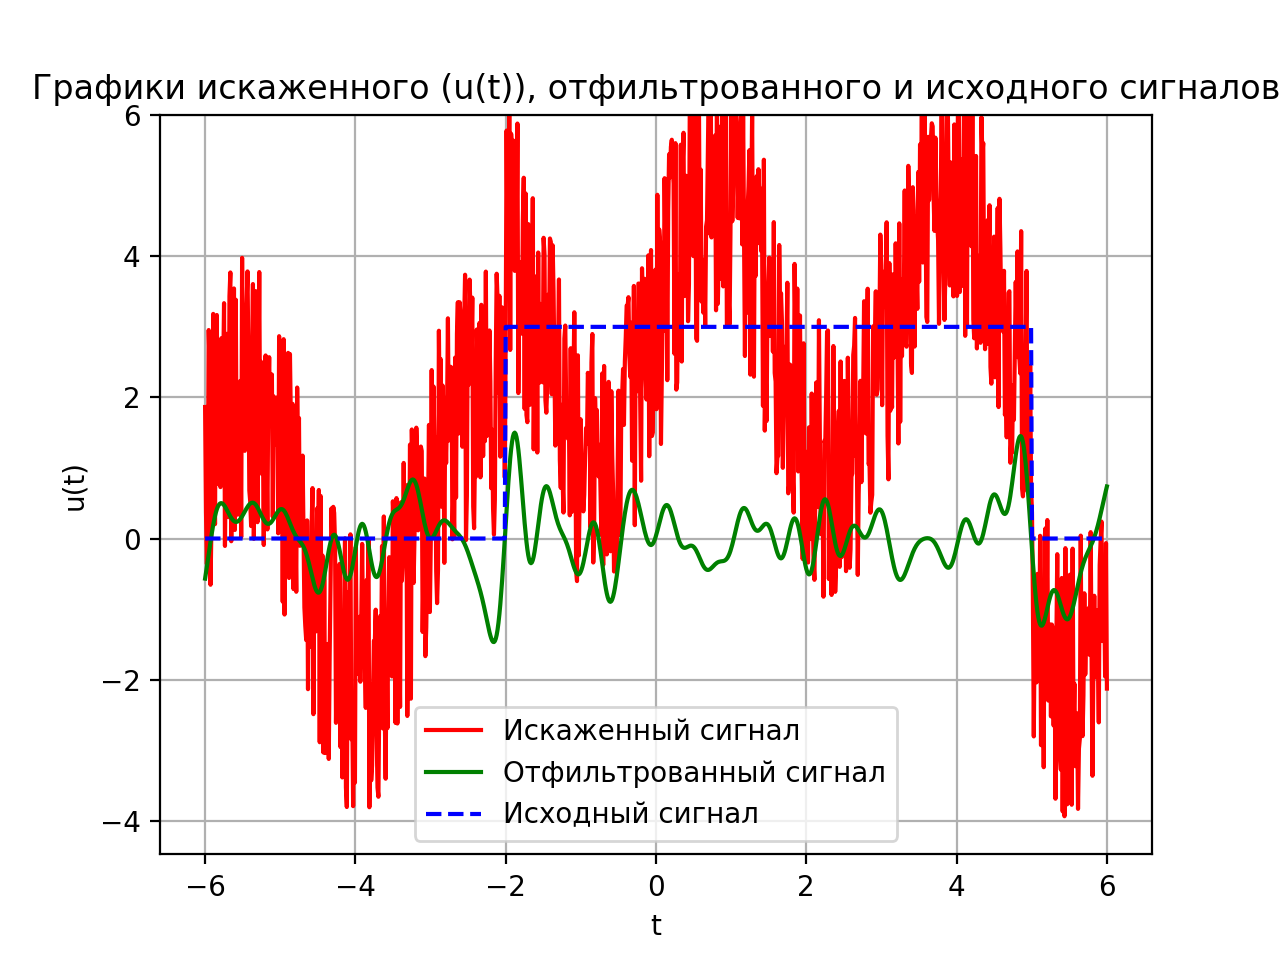 Графики искаженного (u(t)), отфильтрованного и исходного сигналов
6
4
2
0
−2
−4
u(t)
−6
−4
−2
0
2
4
6
t
Искаженный сигнал
Отфильтрованный сигнал
Исходный сигнал